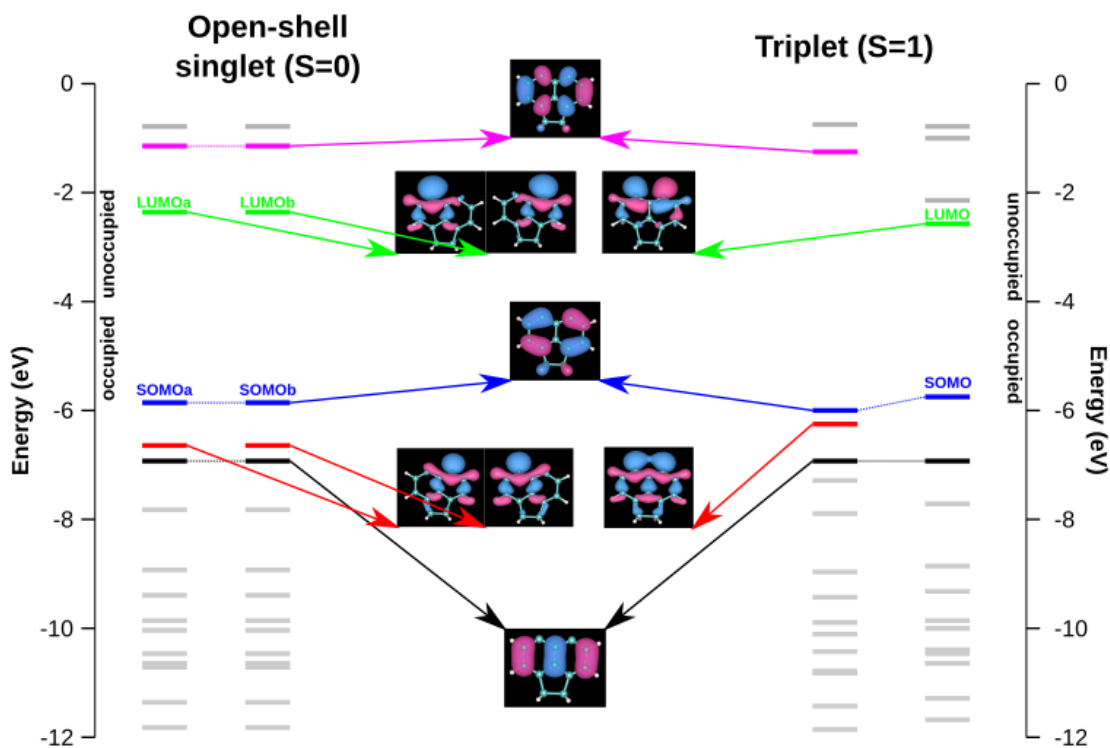 Open-shell
singlet (S=0)
Triplet (S=1)
0
-2
-4
-6
-8
-10
-12
Energy (eV)
unoccupied
occupied
LUMOa
LUMOb
SOMOa
SOMOb
LUMO
SOMO
unoccupied
occupied
0
-2
-4
-6
-8
-10
-12
Energy (eV)